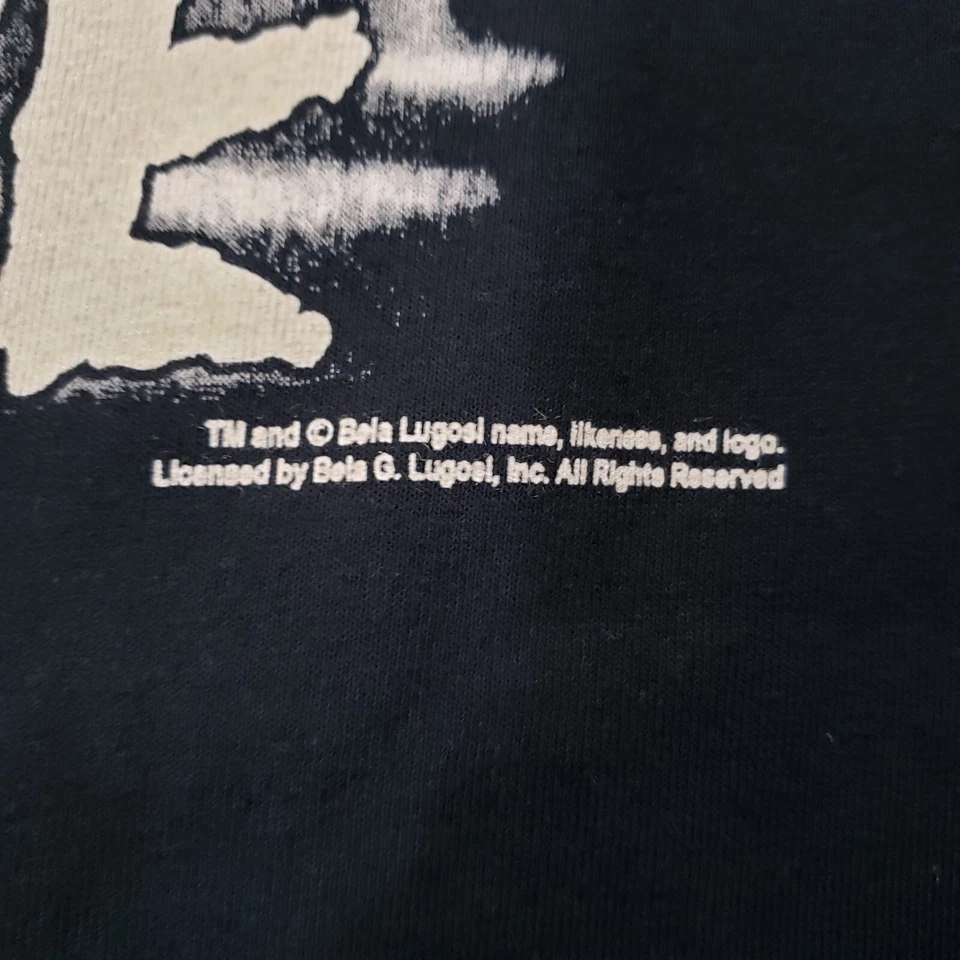 E
TM and © Bela Lugosi name, likeness, and logo.
Licensed by Bela G. Lugosi, Inc. All Rights Reserved